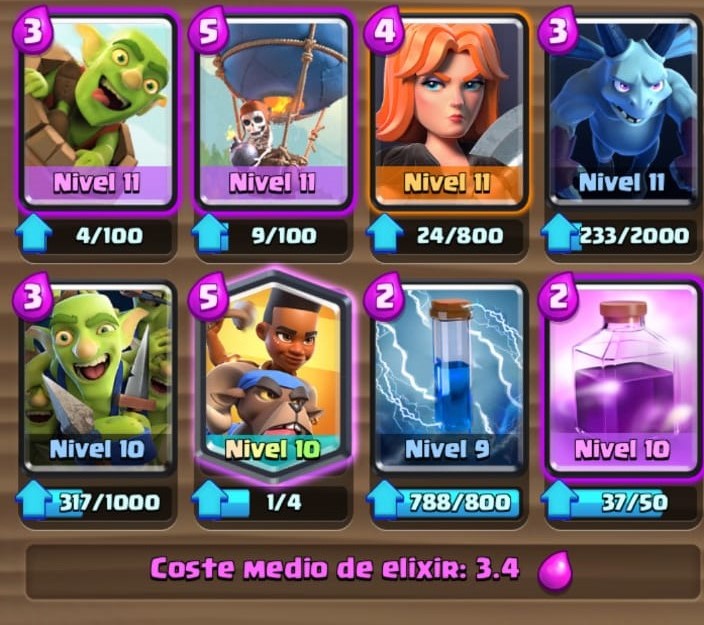 3 5 4 3
Nivel 11 Nivel 11 Nivel 11 Nivel 11
4/100 9/100 24/800 233/2000
3 5 2 2
Nivel 10 Nivel 10 Nivel 9 Nivel 10
317/1000 1/4 788/800 37/50
Coste medio de elixir: 3.4